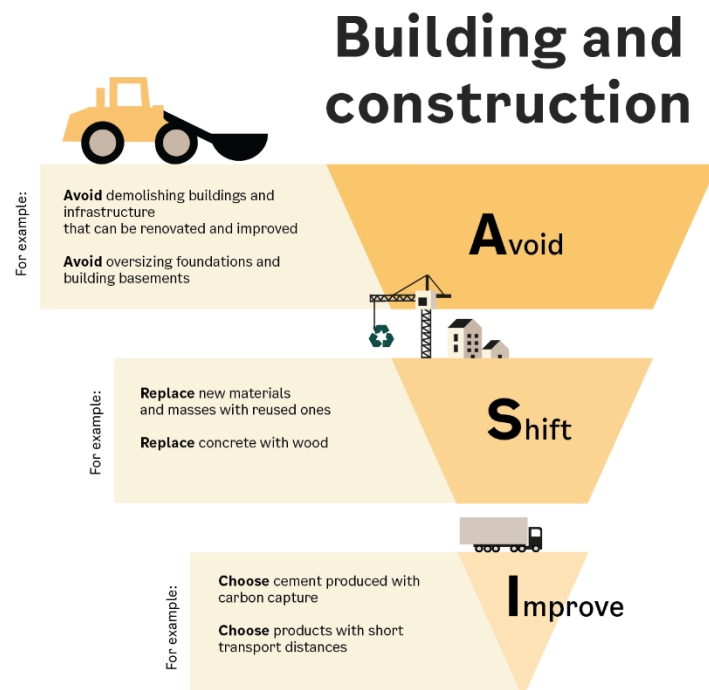 Building and
construction
For example:
Avoid demolishing buildings and
infrastructure
that can be renovated and improved
Avoid oversizing foundations and
building basements
Avoid
For example:
Replace new materials
and masses with reused ones
Replace concrete with wood
Shift
For example:
Choose cement produced with
carbon capture
Choose products with short
transport distances
Improve